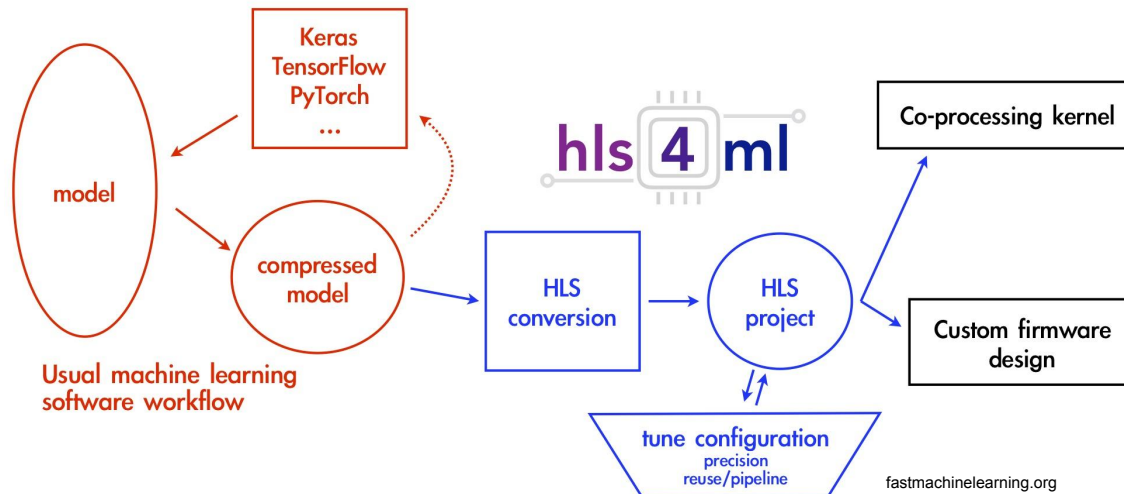 Keras
TensorFlow
PyTorch
...
model
compressed
model
Usual machine learning
software workflow
hls 4 ml
HLS
conversion
HLS
project
tune configuration
precision
reuse/pipeline
Co-processing kernel
Custom firmware
design
fastmachinelearning.org